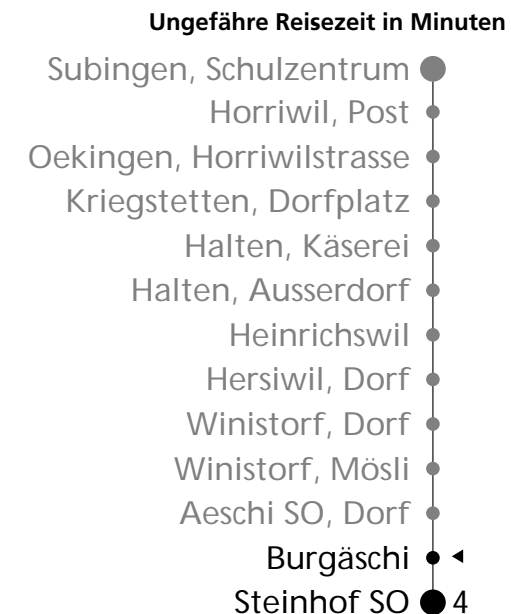 Ungefähre Reisezeit in Minuten
Subingen, Schulzentrum
Horriwil, Post
Oekingen, Horriwilstrasse
Kriegstetten, Dorfplatz
Halten, Käserei
Halten, Ausserdorf
Heinrichswil
Hersiwil, Dorf
Winistorf, Dorf
Winistorf, Mösli
Aeschi SO, Dorf
Burgäschi
Steinhof SO 4